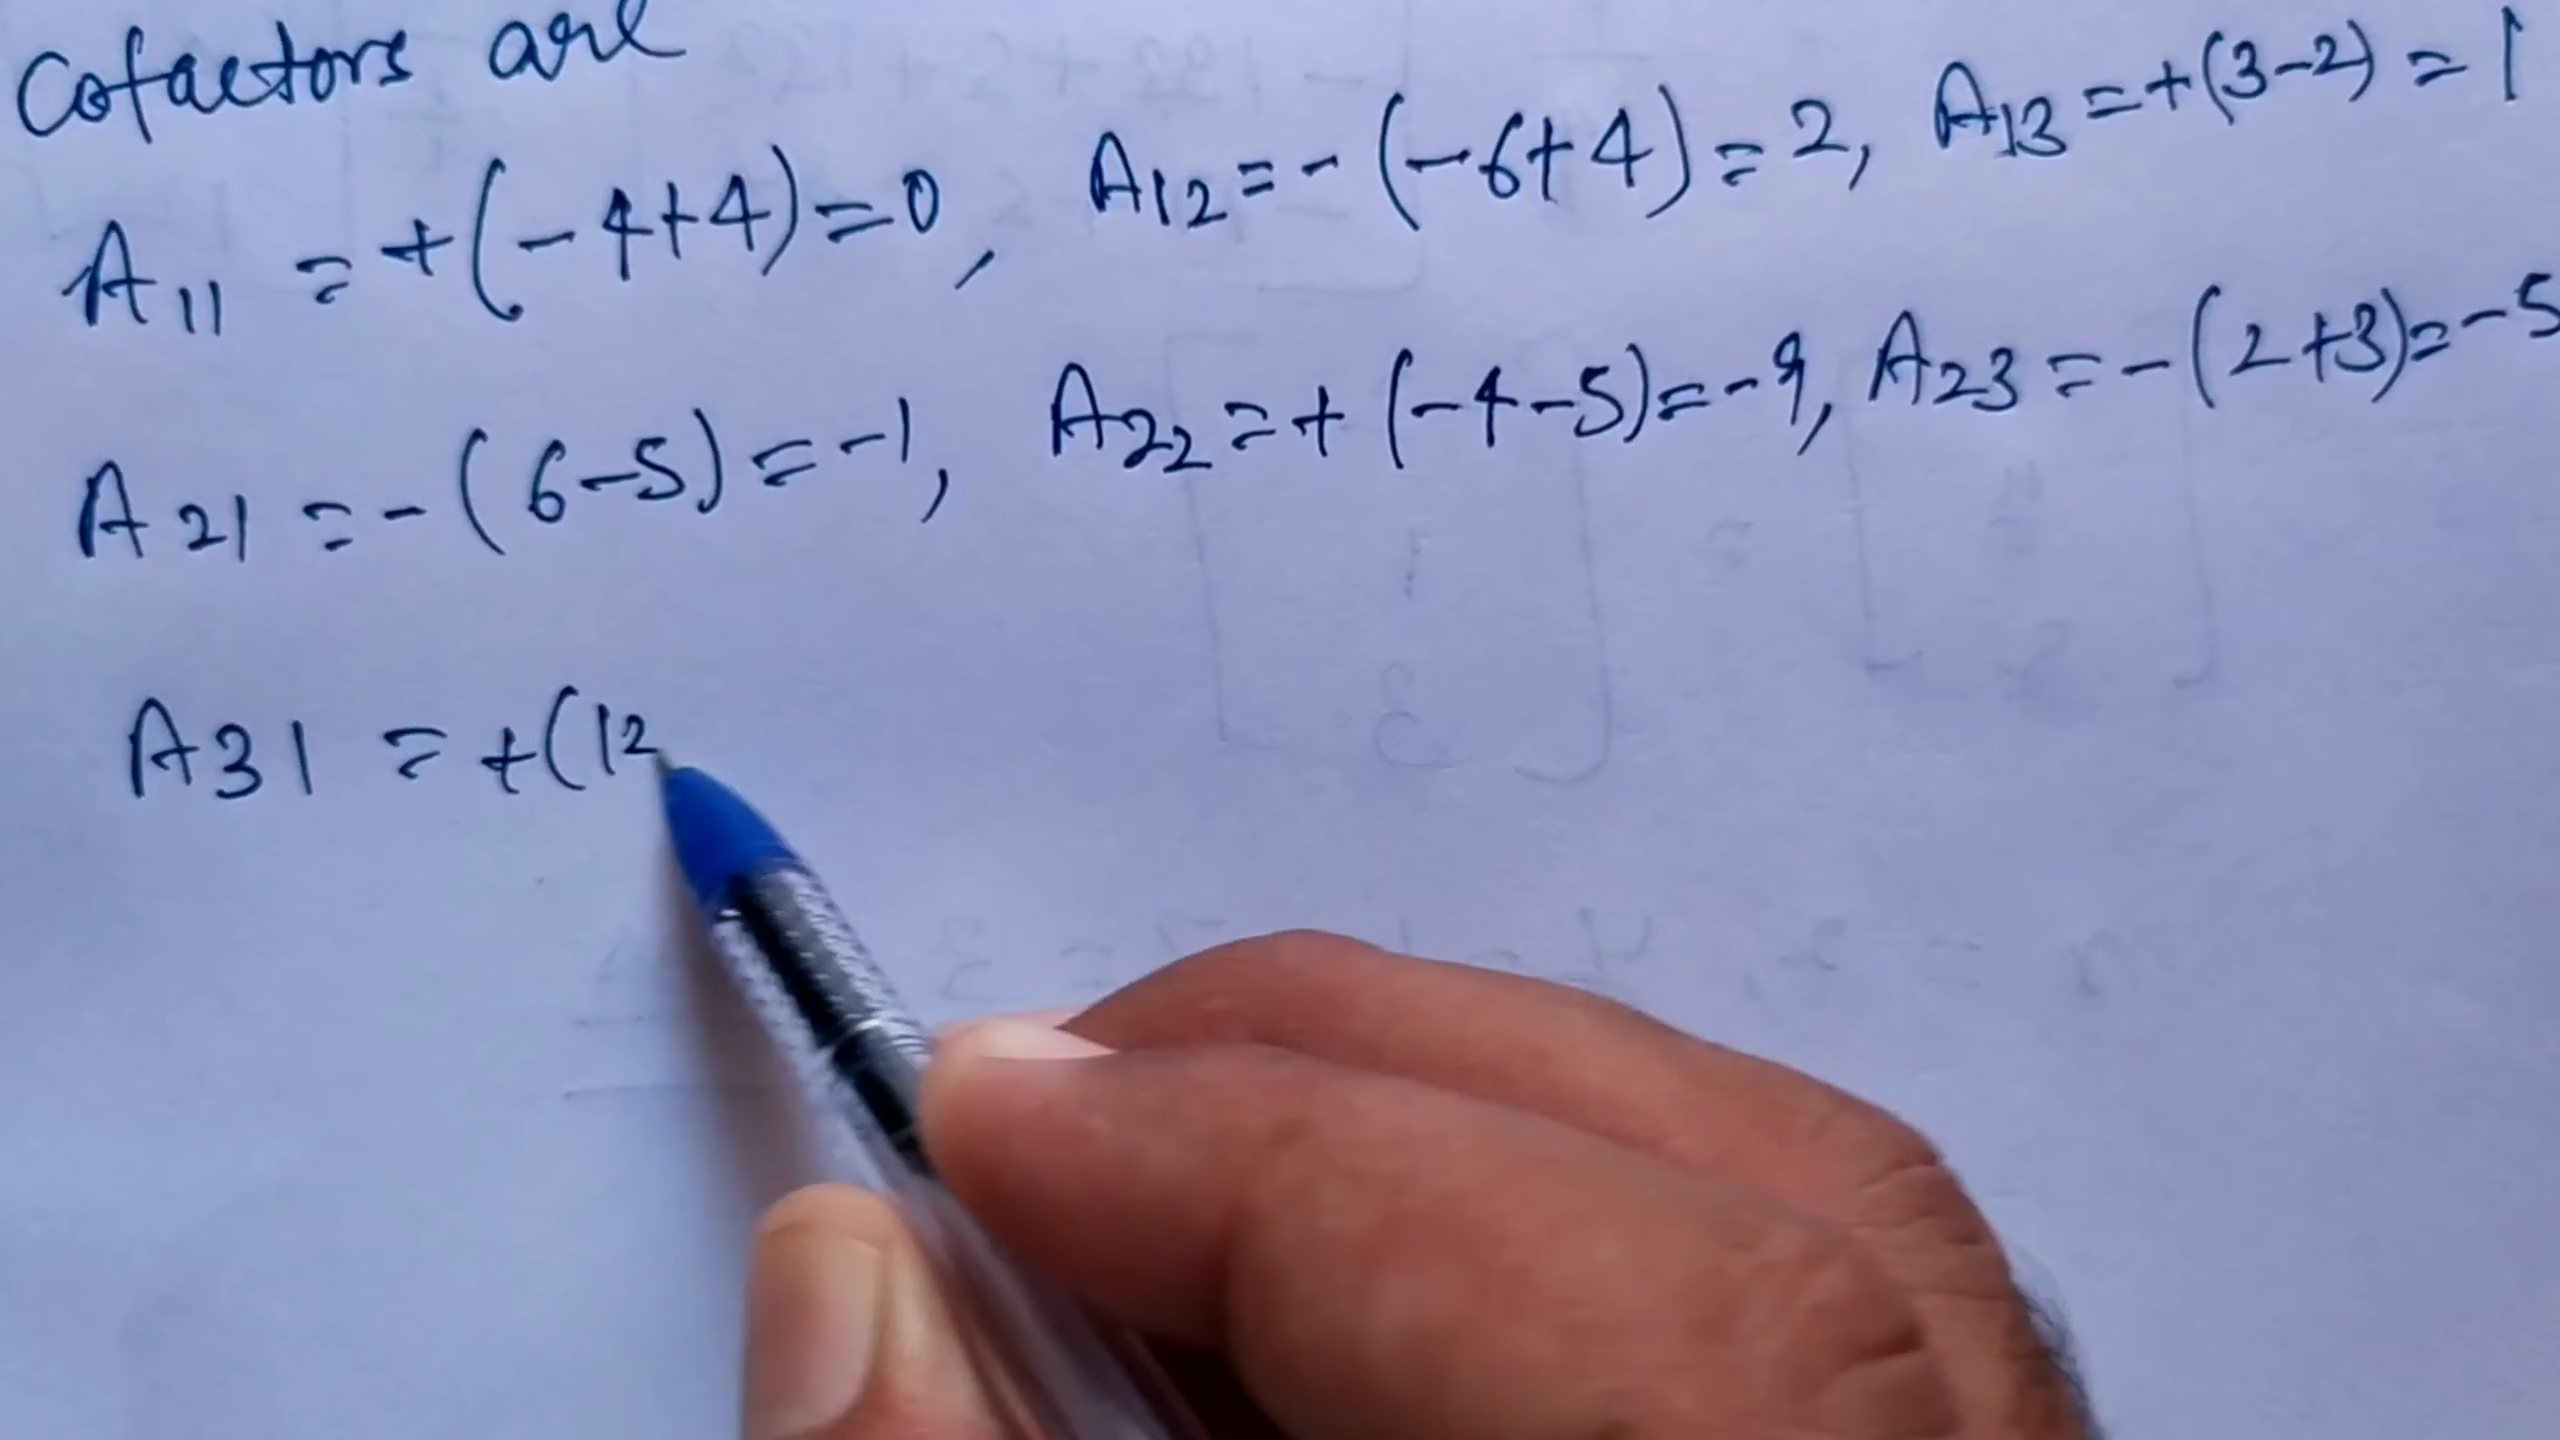 Cofactors are
A11 = +(-4+4)=0, A12=-(-6+4)=2, A13=+(3-2)=1
A21 =-(6-5)=-1, A22=+(-4-5)=-9, A23=-(2+3)=-5
A31 = +(12